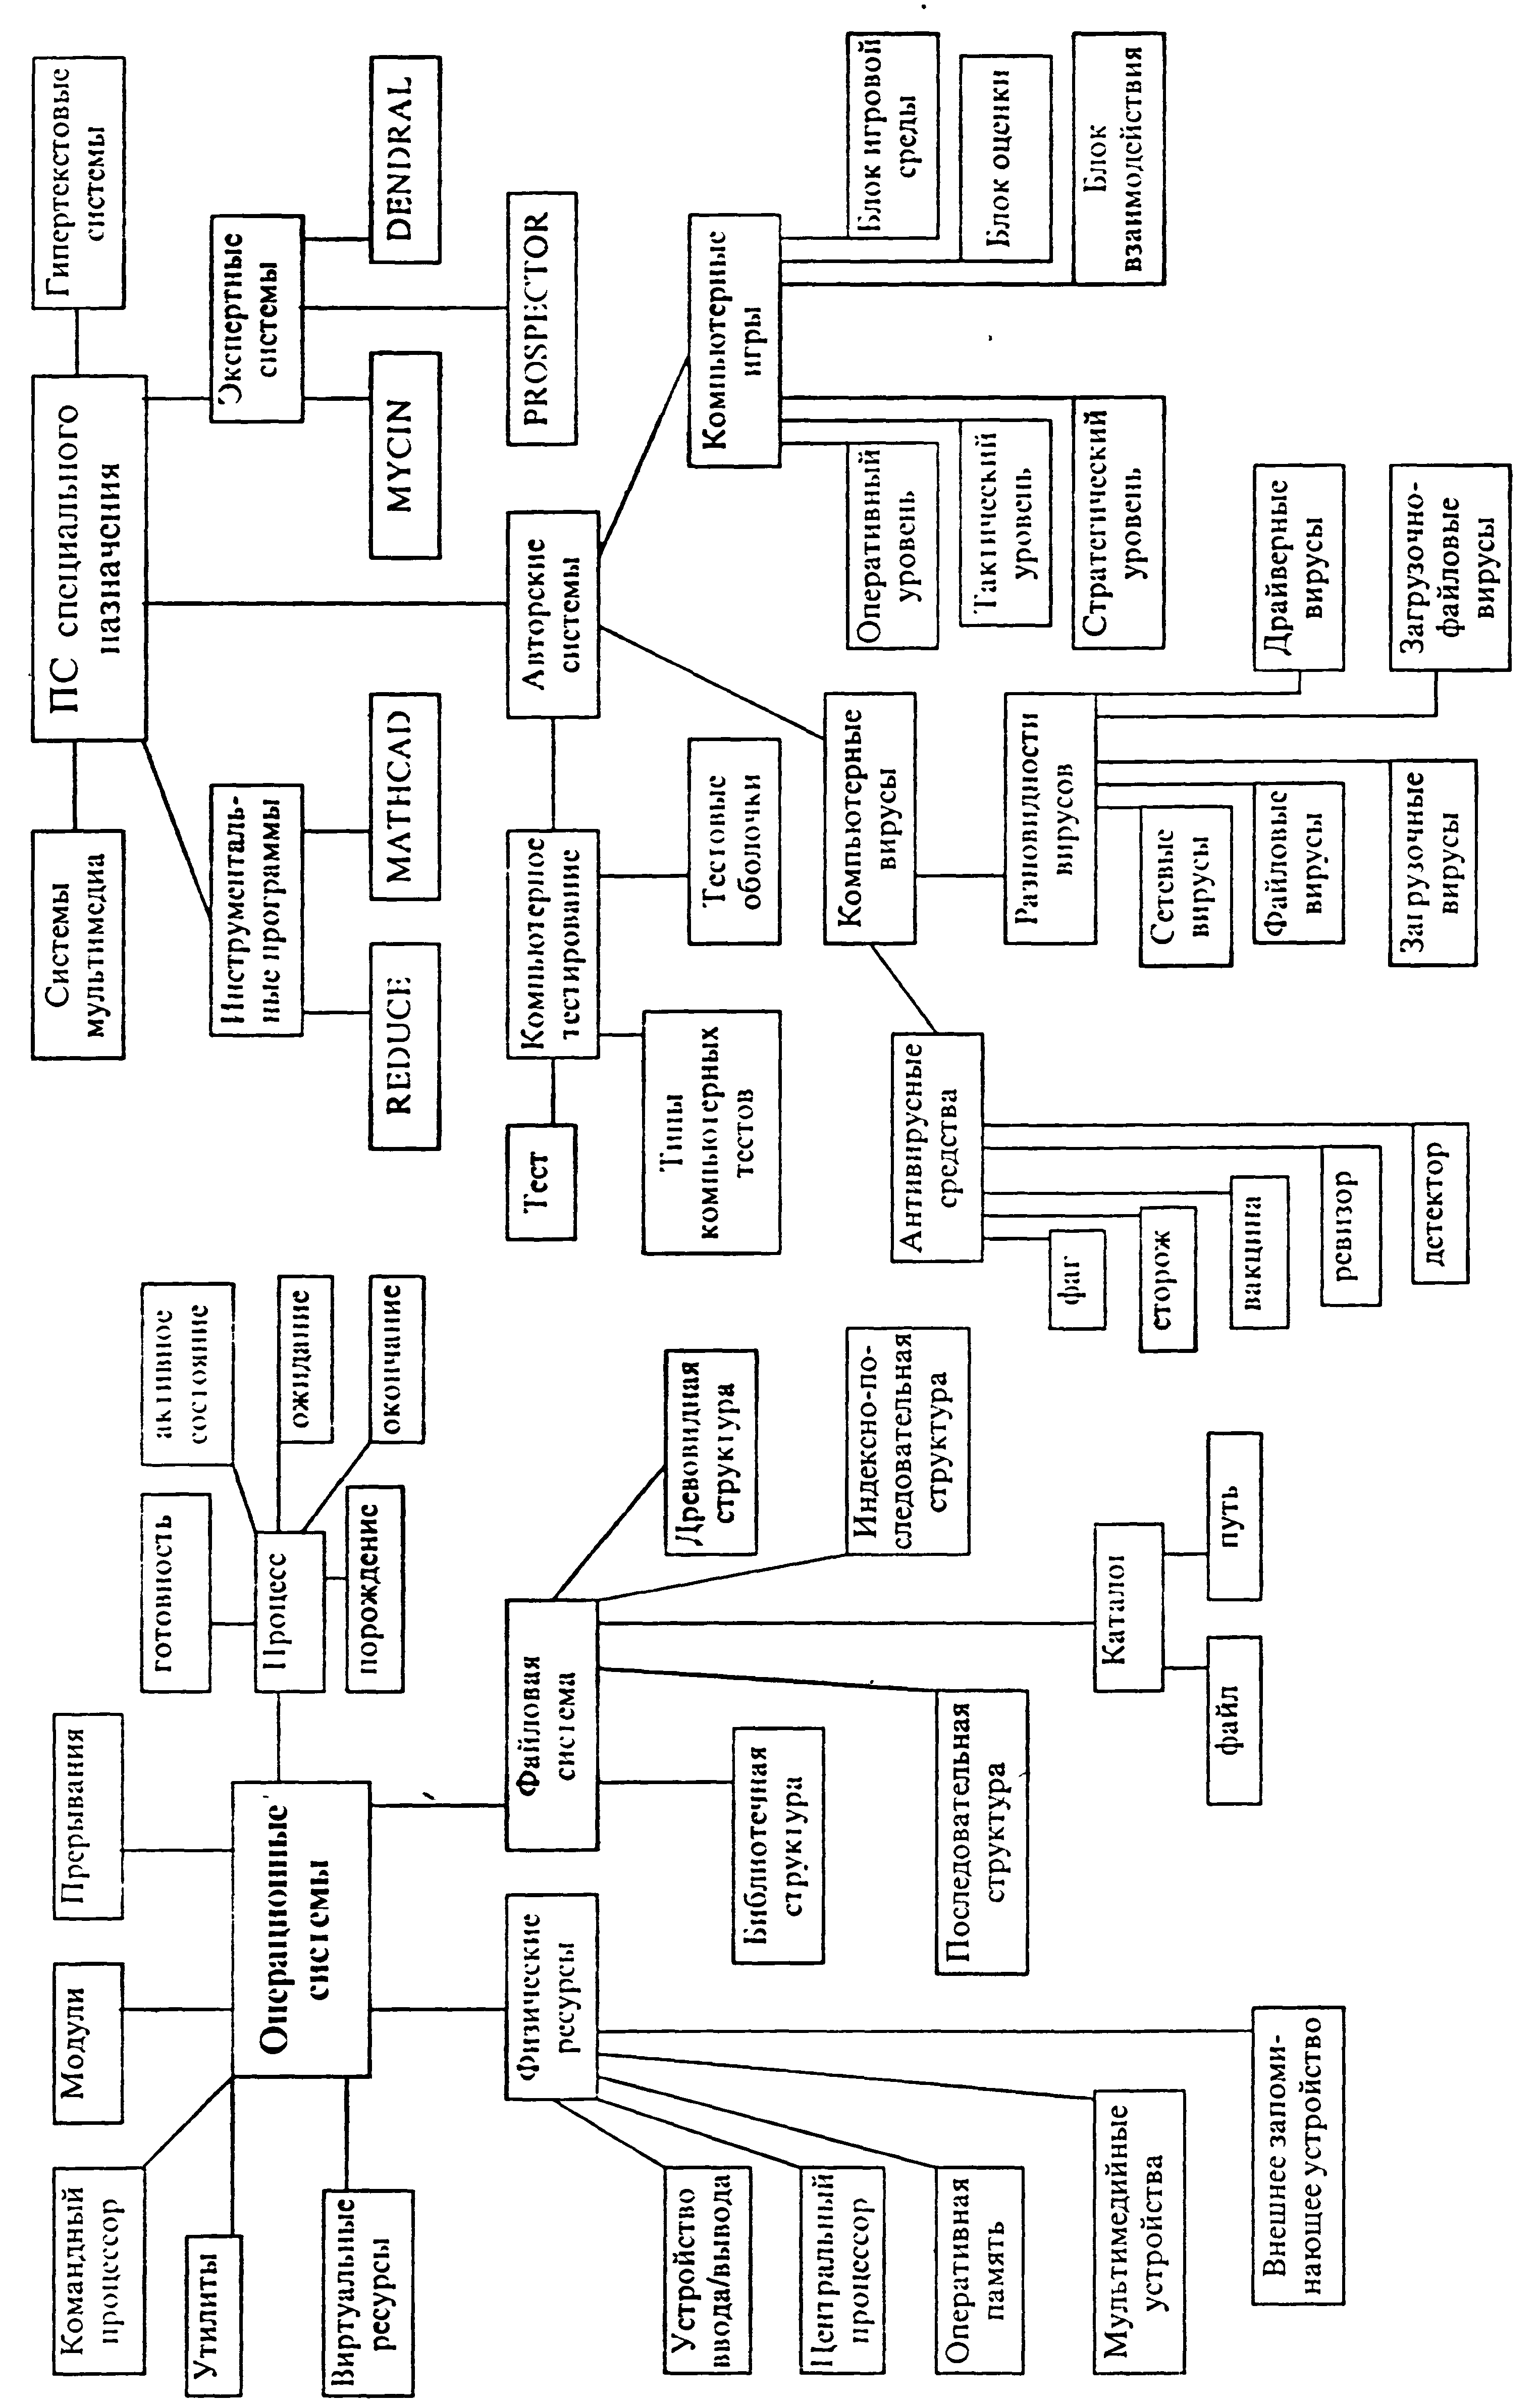 Командный
процессор
Модули
Прерывания
Утилиты
Виртуальные
ресурсы
Операционные
системы
готовность
активное
состояние
Процесс
ожидание
окончание
порождение
Физические
ресурсы
Файловая
система
Устройство
ввода/вывода
Центральный
процессор
Оперативная
память
Мультимедийные
устройства
Внешнее запоми-
нающее устройство
Древовидная
структура
Библиотечная
структура
Индексно-по-
следовательная
структура
Последовательная
структура
Каталог
файл
путь
Системы
мультимедиа
ПС специального
назначения
Гипертекстовые
системы
Инструменталь-
ные программы
Экспертные
системы
REDUCE
MATHCAD
MYCIN
DENDRAL
PROSPECTOR
Тест
Компьютерное
тестирование
Авторские
системы
Типы
компьютерных
тестов
Тестовые
оболочки
Компьютерные
игры
Компьютерные
вирусы
Оперативный
уровень
Блок игровой
среды
Тактический
уровень
Блок оценки
Стратегический
уровень
Блок
взаимодействия
Антивирусные
средства
Разновидности
вирусов
фаг
сторож
вакцина
ревизор
детектор
Сетевые
вирусы
Файловые
вирусы
Драйверные
вирусы
Загрузочные
вирусы
Загрузочно-
файловые
вирусы